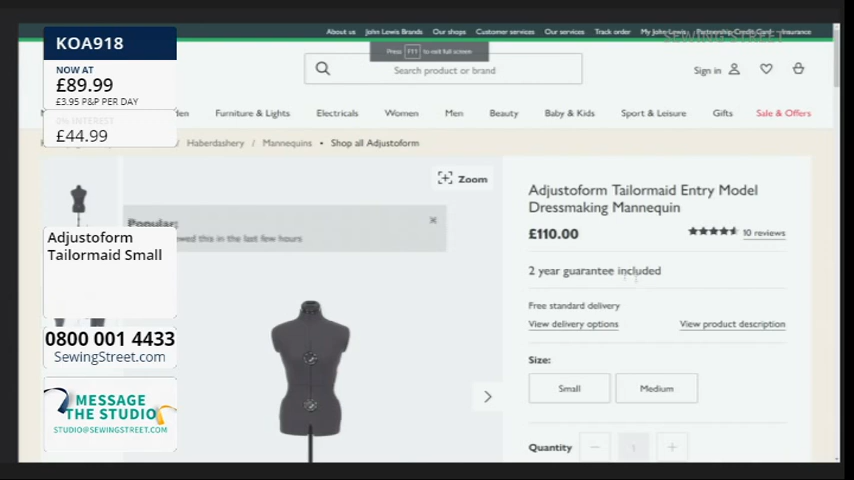 KOA918
NOW AT
£89.99
£3.95 P&P PER DAY
0% INTEREST
£44.99
Adjustoform
Tailormaid Small
0800 001 4433
SewingStreet.com
MESSAGE
THE STUDIO
STUDIO@SEWINGSTREET.COM
SEWING STREET
About us John Lewis Brands Our shops Customer services Our services Track order My John Lewis Partnership Credit Card Insurance
Press F11 to exit full screen
Search product or brand
Sign in
Furniture & Lights Electricals Women Men Beauty Baby & Kids Sport & Leisure Gifts Sale & Offers
Haberdashery / Mannequins • Shop all Adjustoform
Zoom
Popular:
in the last few hours
Adjustoform Tailormaid Entry Model
Dressmaking Mannequin
£110.00
10 reviews
2 year guarantee included
Free standard delivery
View delivery options View product description
Size:
Small Medium
Quantity 1